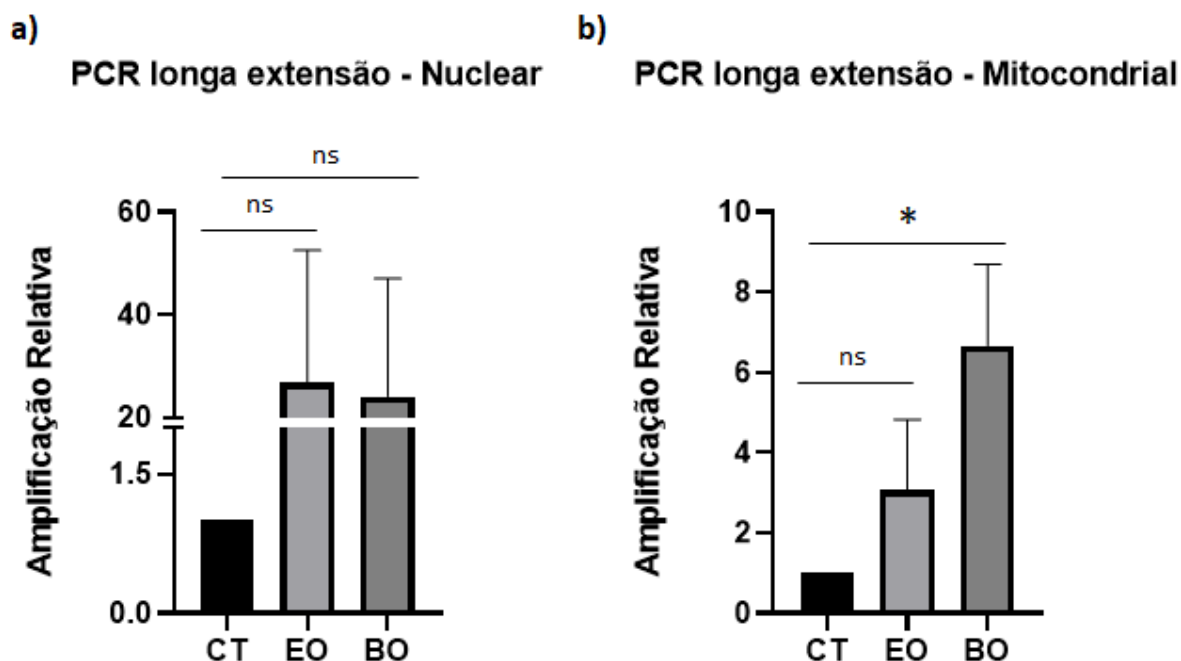 a)
PCR longa extensão - Nuclear
ns
ns
Amplificação Relativa
60
40
20
1.5
0.0
CT EO BO
b)
PCR longa extensão - Mitocondrial
*
ns
Amplificação Relativa
10
8
6
4
2
0
CT EO BO